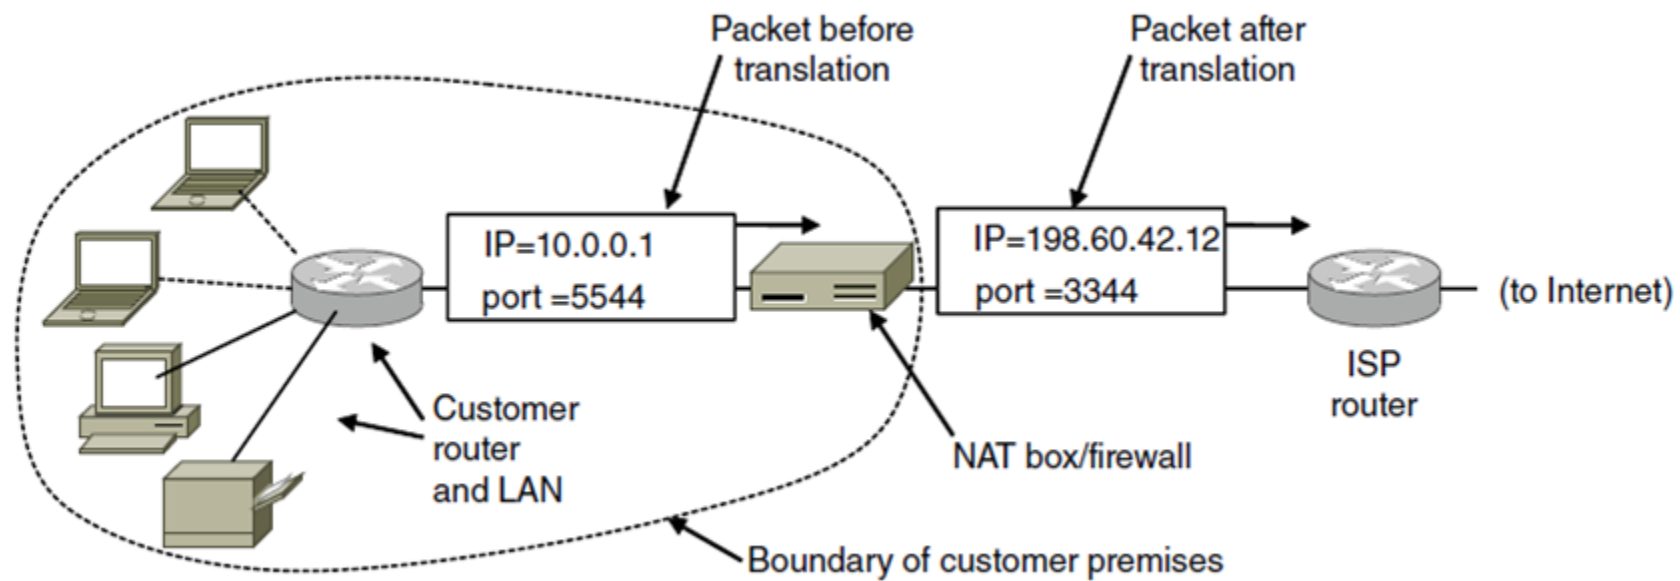 Packet before
translation
Packet after
translation
IP=10.0.0.1
port =5544
IP=198.60.42.12
port =3344
(to Internet)
ISP
router
Customer
router
and LAN
NAT box/firewall
Boundary of customer premises